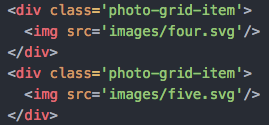 <div class='photo-grid-item'>
  <img src='images/four.svg'/>
</div>
<div class='photo-grid-item'>
  <img src='images/five.svg'/>
</div>